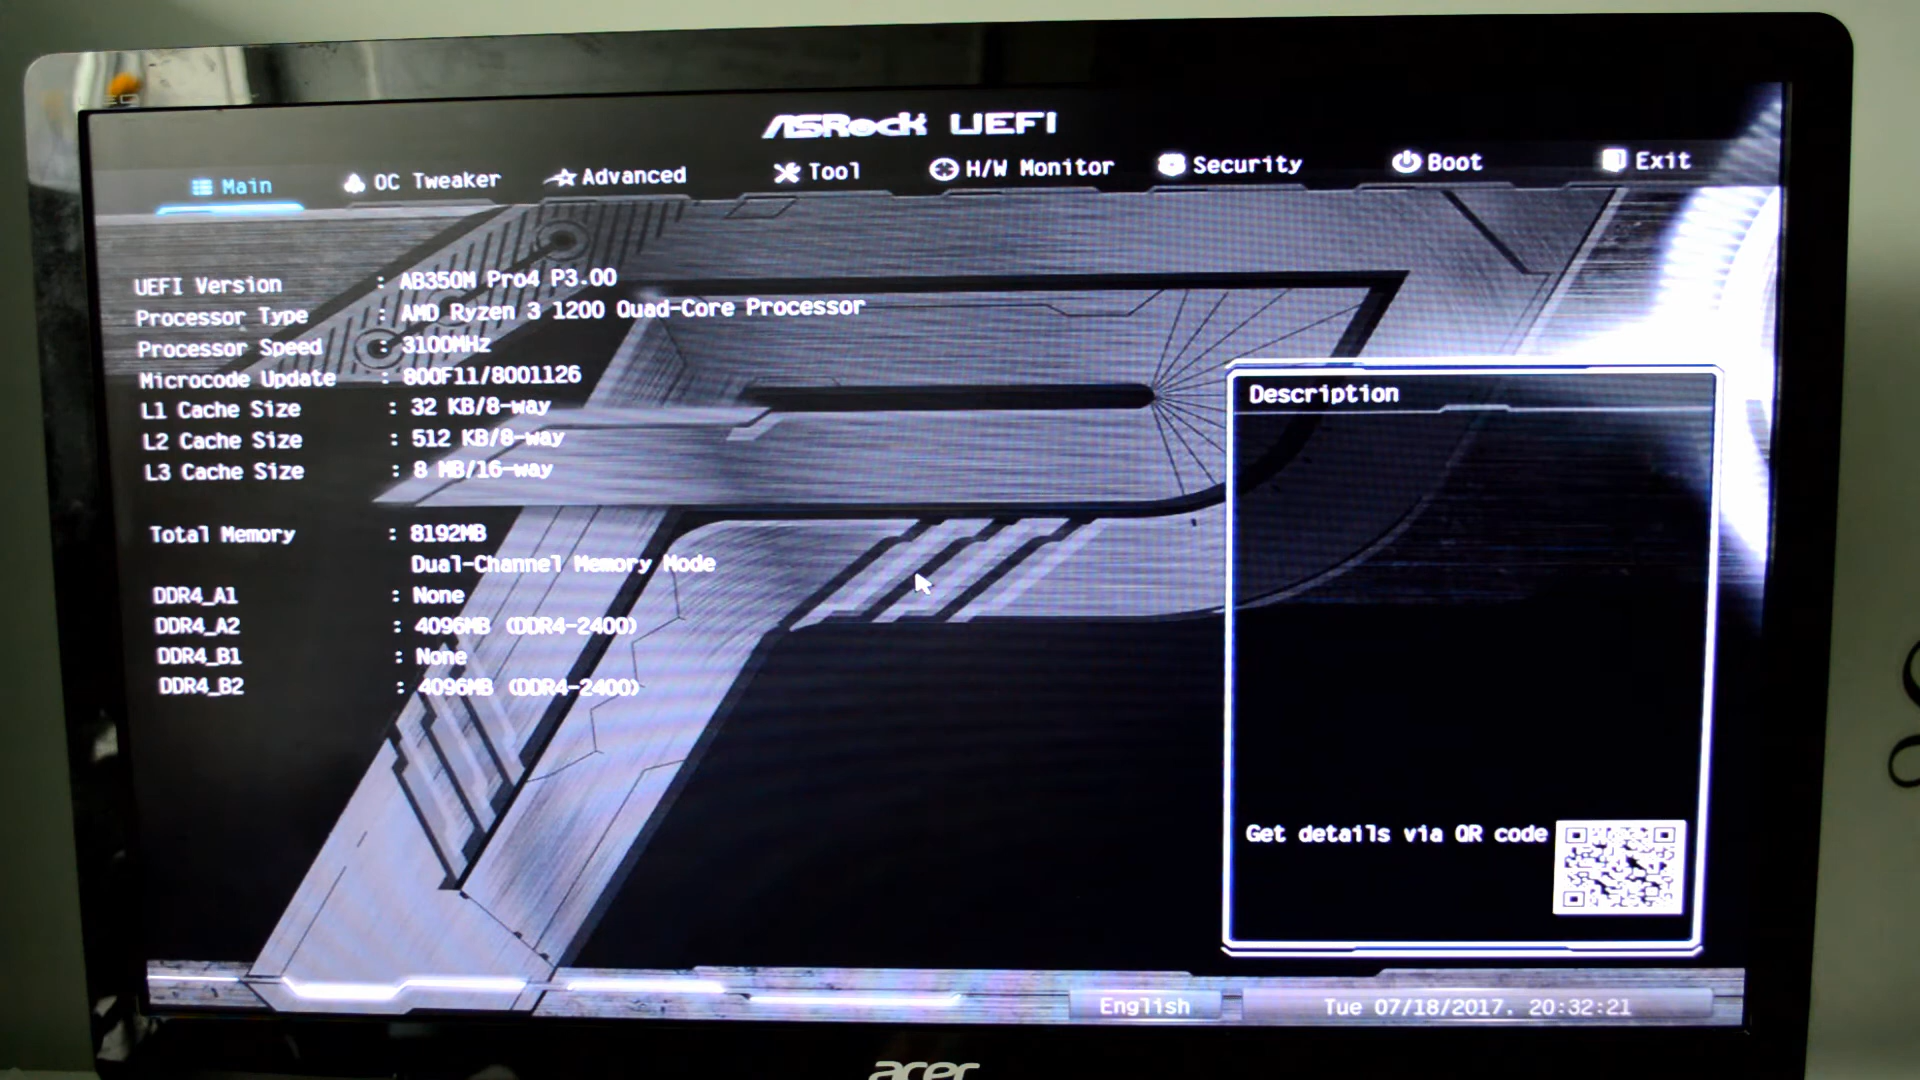 ASRock UEFI
Main OC Tweaker Advanced Tool H/W Monitor Security Boot Exit
UEFI Version : AB350M Pro4 P3.00
Processor Type : AMD Ryzen 3 1200 Quad-Core Processor
Processor Speed : 3100MHz
Microcode Update : 800F11/8001126
L1 Cache Size : 32 KB/8-way
L2 Cache Size : 512 KB/8-way
L3 Cache Size : 8 MB/16-way
Total Memory : 8192MB
Dual-Channel Memory Mode
DDR4_A1 : None
DDR4_A2 : 4096MB (DDR4-2400)
DDR4_B1 : None
DDR4_B2 : 4096MB (DDR4-2400)
Description
Get details via QR code
English
Tue 07/18/2017. 20:32:21
acer